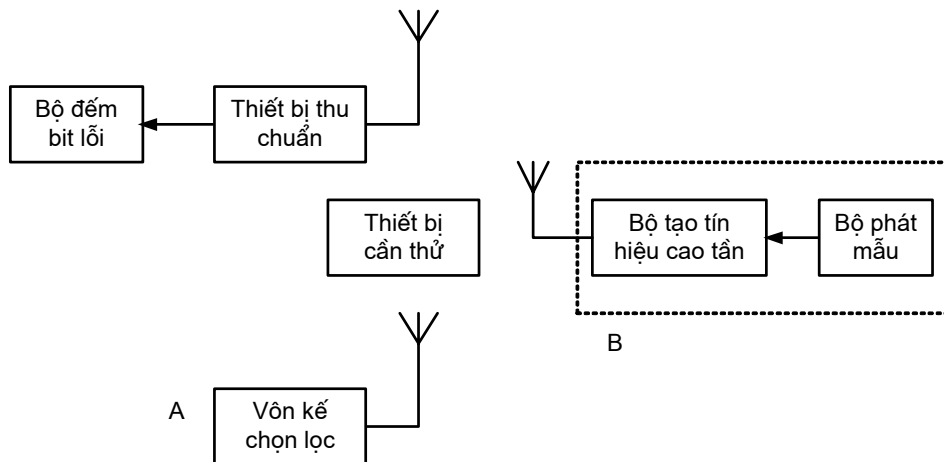 Bộ đếm
bit lỗi
Thiết bị thu
chuẩn
Thiết bị
cần thử
Bộ tạo tín
hiệu cao tần
Bộ phát
mẫu
B
A
Vôn kế
chọn lọc